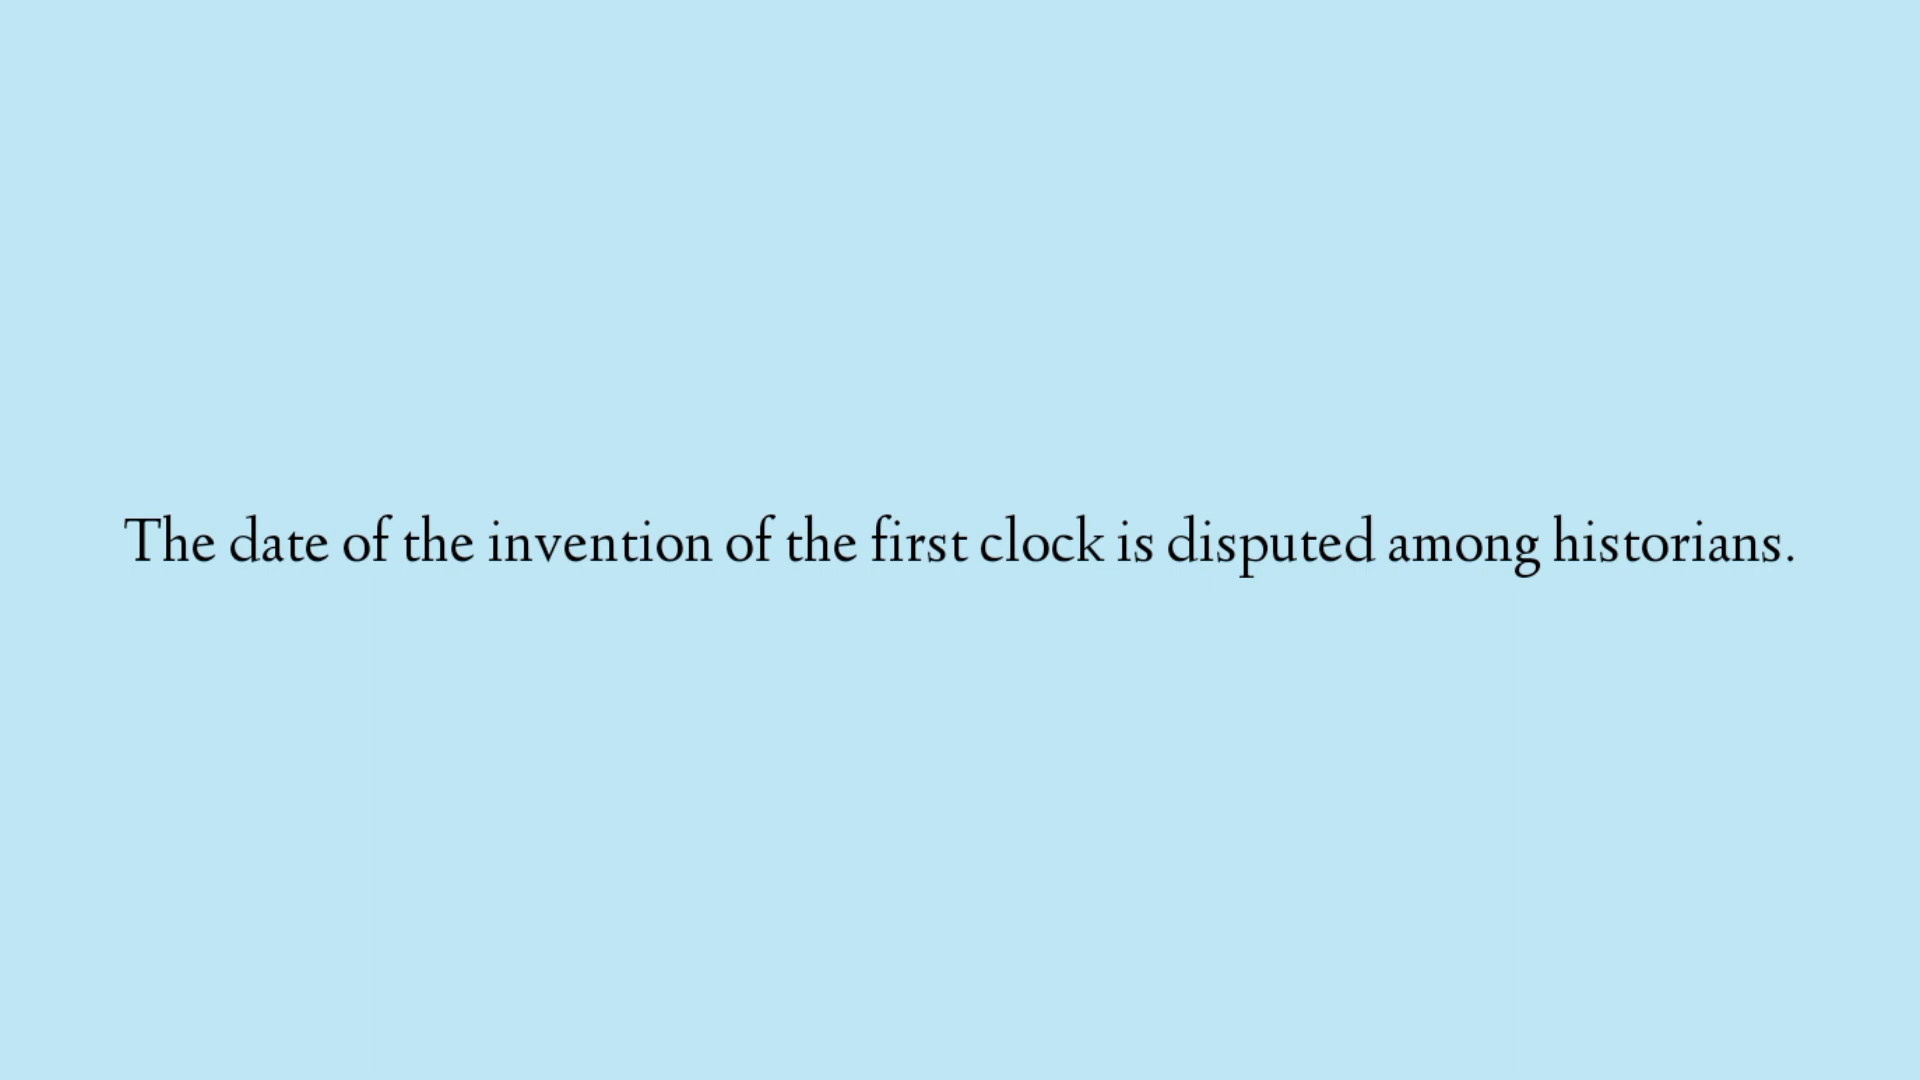 The date of the invention of the first clock is disputed among historians.